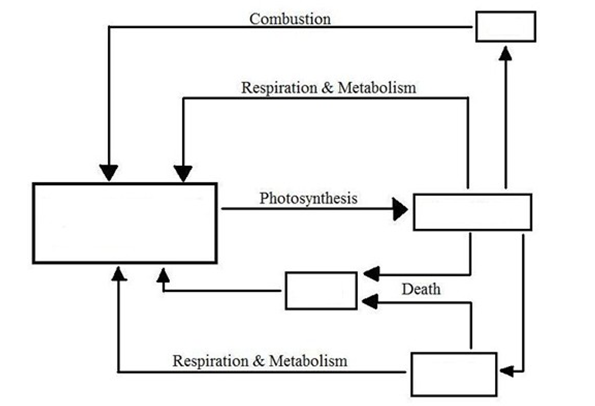 Combustion
Respiration & Metabolism
Photosynthesis
Death
Respiration & Metabolism